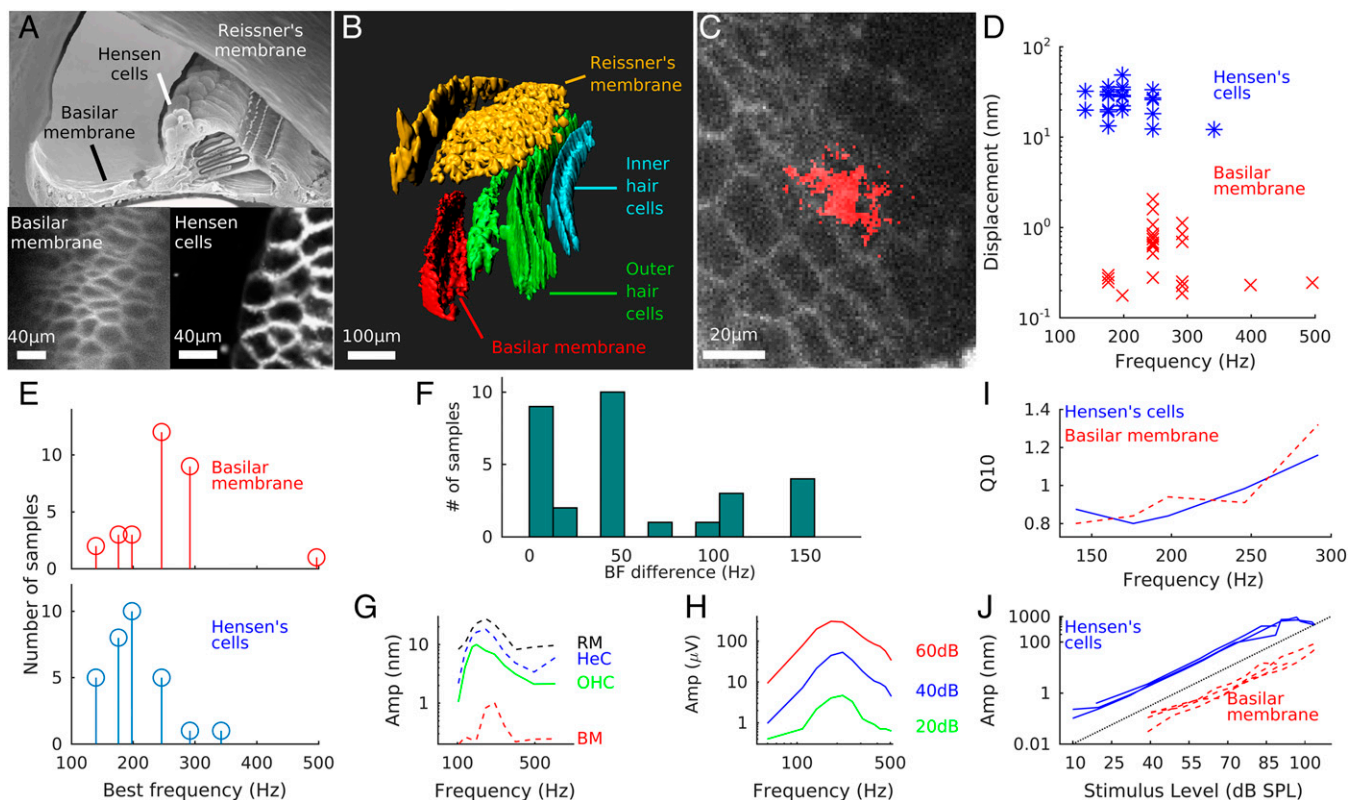 A
Reissner's
membrane
Hensen
cells
Basilar
membrane
Basilar
membrane
40μm
Hensen
cells
40μm
B
Reissner's
membrane
Inner
hair
cells
Outer
hair
cells
Basilar membrane
100μm
C
20μm
D
Displacement (nm)
10²
10¹
10⁰
10⁻¹
Hensen's
cells
Basilar
membrane
100 200 300 400 500
Frequency (Hz)
E
Number of samples
10
5
0
Basilar
membrane
10
5
0
Hensen's
cells
100 200 300 400 500
Best frequency (Hz)
F
# of samples
10
5
0
0 50 100 150
BF difference (Hz)
G
Amp (nm)
10
1
RM
HeC
OHC
BM
100 500
Frequency (Hz)
H
Amp (μV)
100
10
1
60dB
40dB
20dB
100 500
Frequency (Hz)
I
Hensen's cells
Basilar membrane
Q10
1.4
1.2
1
0.8
150 200 250 300
Frequency (Hz)
J
Hensen's
cells
Amp (nm)
1000
100
1
0.01
Basilar
membrane
10 25 40 55 70 85 100
Stimulus Level (dB SPL)